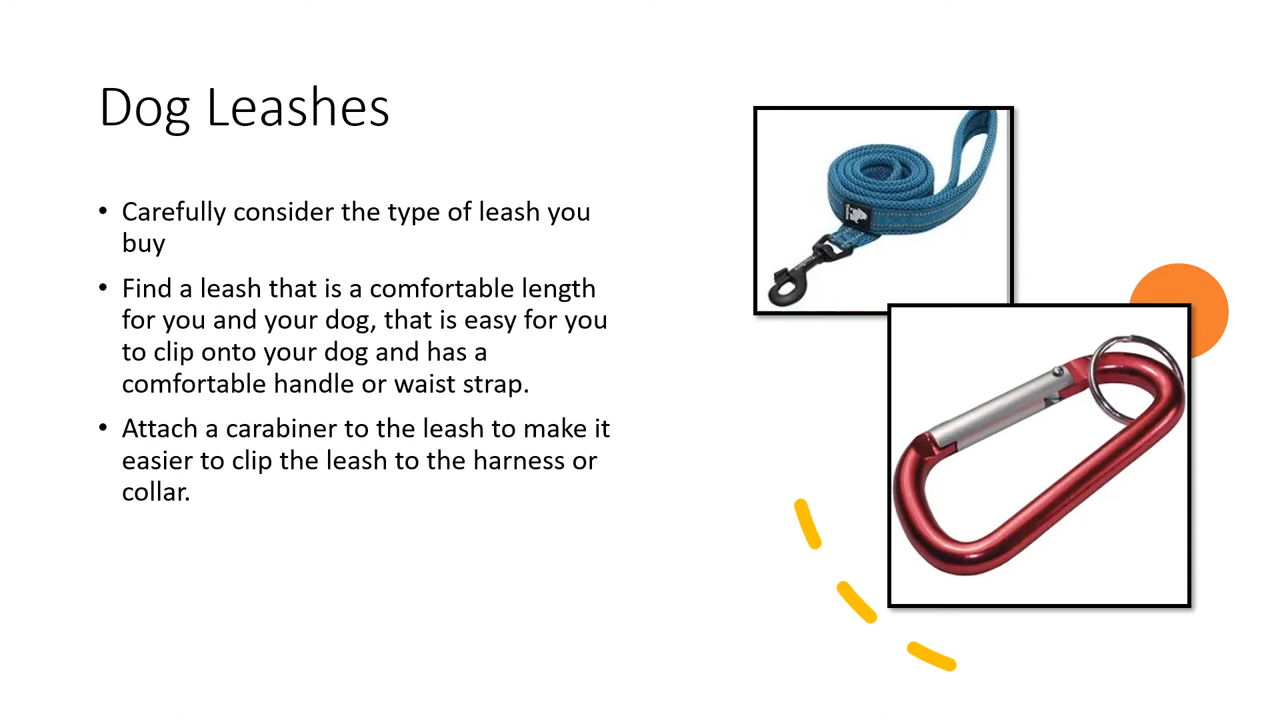 Dog Leashes
• Carefully consider the type of leash you
buy
• Find a leash that is a comfortable length
for you and your dog, that is easy for you
to clip onto your dog and has a
comfortable handle or waist strap.
• Attach a carabiner to the leash to make it
easier to clip the leash to the harness or
collar.